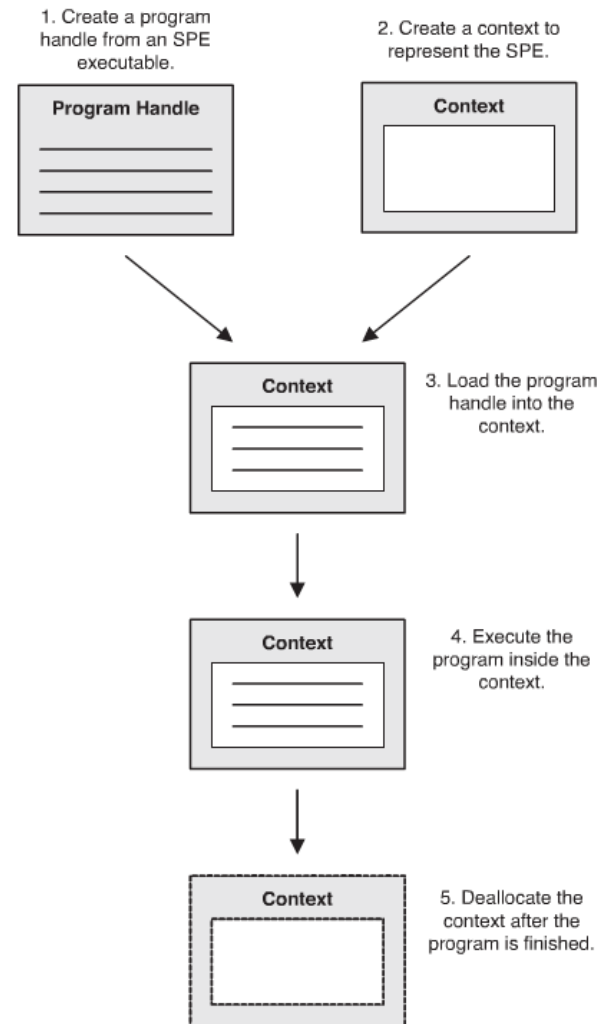 1. Create a program
handle from an SPE
executable.
Program Handle
2. Create a context to
represent the SPE.
Context
Context
3. Load the program
handle into the
context.
Context
4. Execute the
program inside the
context.
Context
5. Deallocate the
context after the
program is finished.